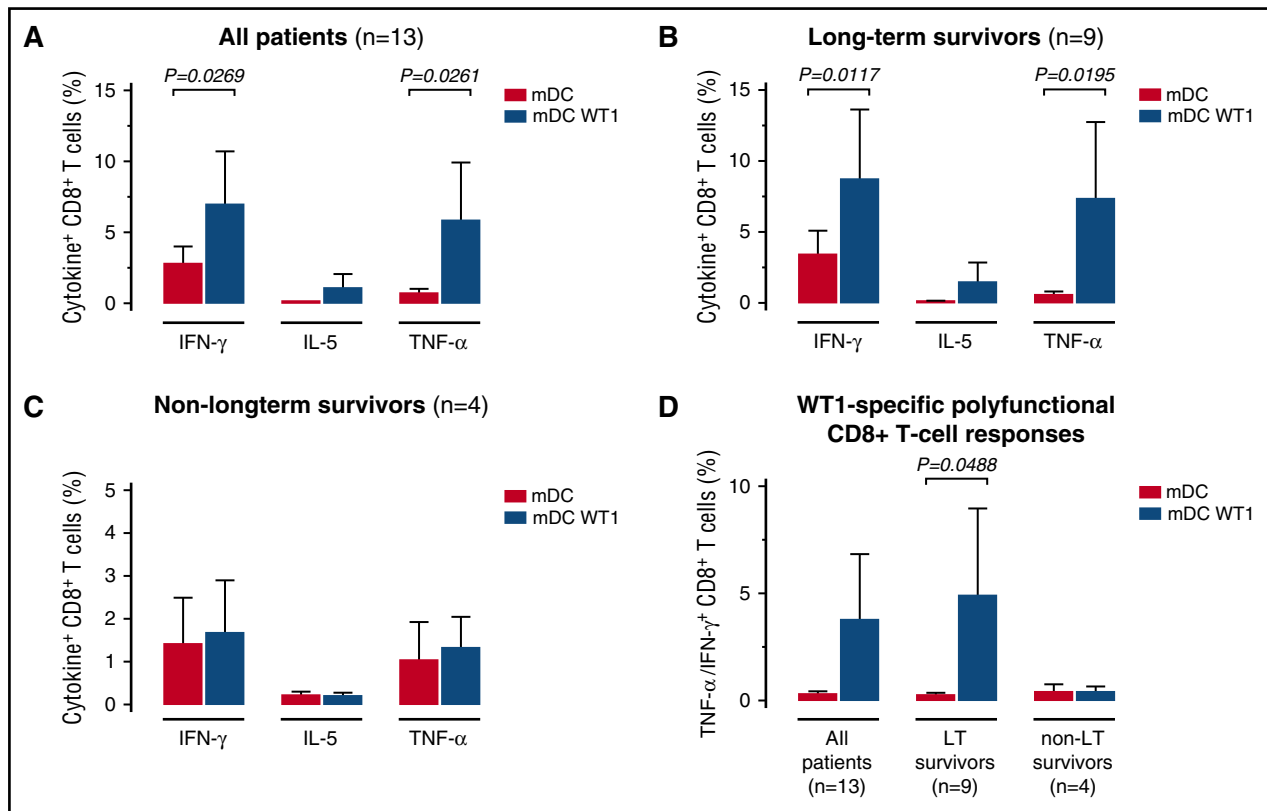 A
All patients (n=13)
P=0.0269
P=0.0261
mDC
mDC WT1
Cytokine⁺ CD8⁺ T cells (%)
15
10
5
0
IFN-γ
IL-5
TNF-α
B
Long-term survivors (n=9)
P=0.0117
P=0.0195
mDC
mDC WT1
Cytokine⁺ CD8⁺ T cells (%)
15
10
5
0
IFN-γ
IL-5
TNF-α
C
Non-longterm survivors (n=4)
mDC
mDC WT1
Cytokine⁺ CD8⁺ T cells (%)
5
4
3
2
1
0
IFN-γ
IL-5
TNF-α
D
WT1-specific polyfunctional
CD8+ T-cell responses
P=0.0488
mDC
mDC WT1
TNF-α/IFN-γ⁺ CD8⁺ T cells (%)
10
5
0
All
patients
(n=13)
LT
survivors
(n=9)
non-LT
survivors
(n=4)